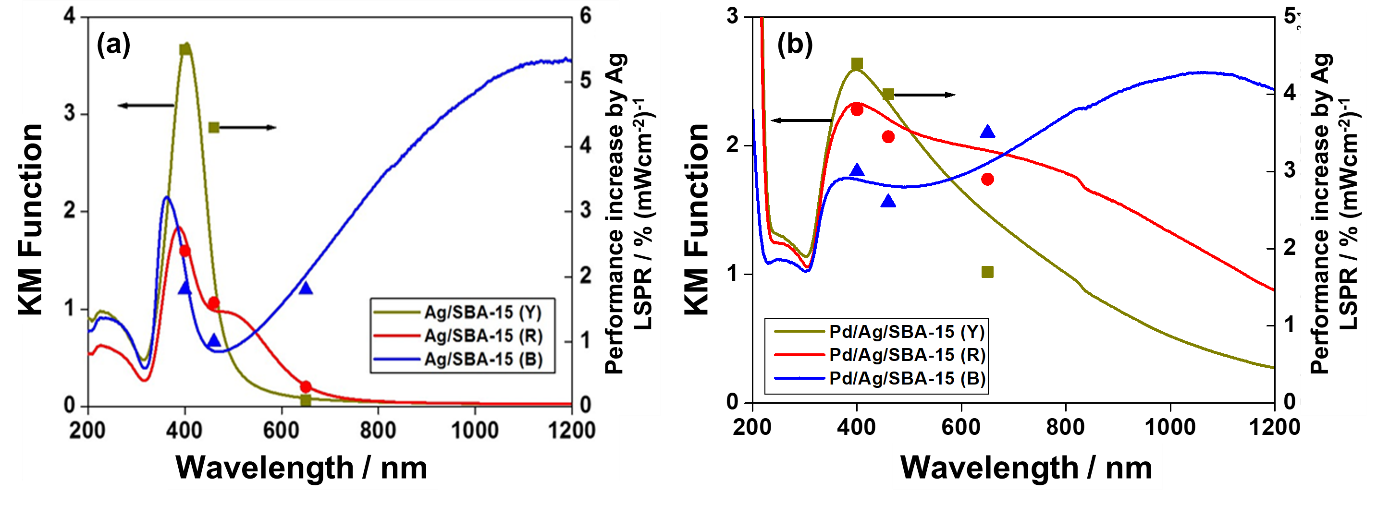 (a)
4
3
2
1
0
KM Function
6
5
4
3
2
1
0
Performance increase by Ag
LSPR / % (mWcm⁻²)⁻¹
Ag/SBA-15 (Y)
Ag/SBA-15 (R)
Ag/SBA-15 (B)
200 400 600 800 1000 1200
Wavelength / nm
(b)
3
2
1
0
KM Function
5
4
3
2
1
0
Performance increase by Ag
LSPR / % (mWcm⁻²)⁻¹
Pd/Ag/SBA-15 (Y)
Pd/Ag/SBA-15 (R)
Pd/Ag/SBA-15 (B)
200 400 600 800 1000 1200
Wavelength / nm